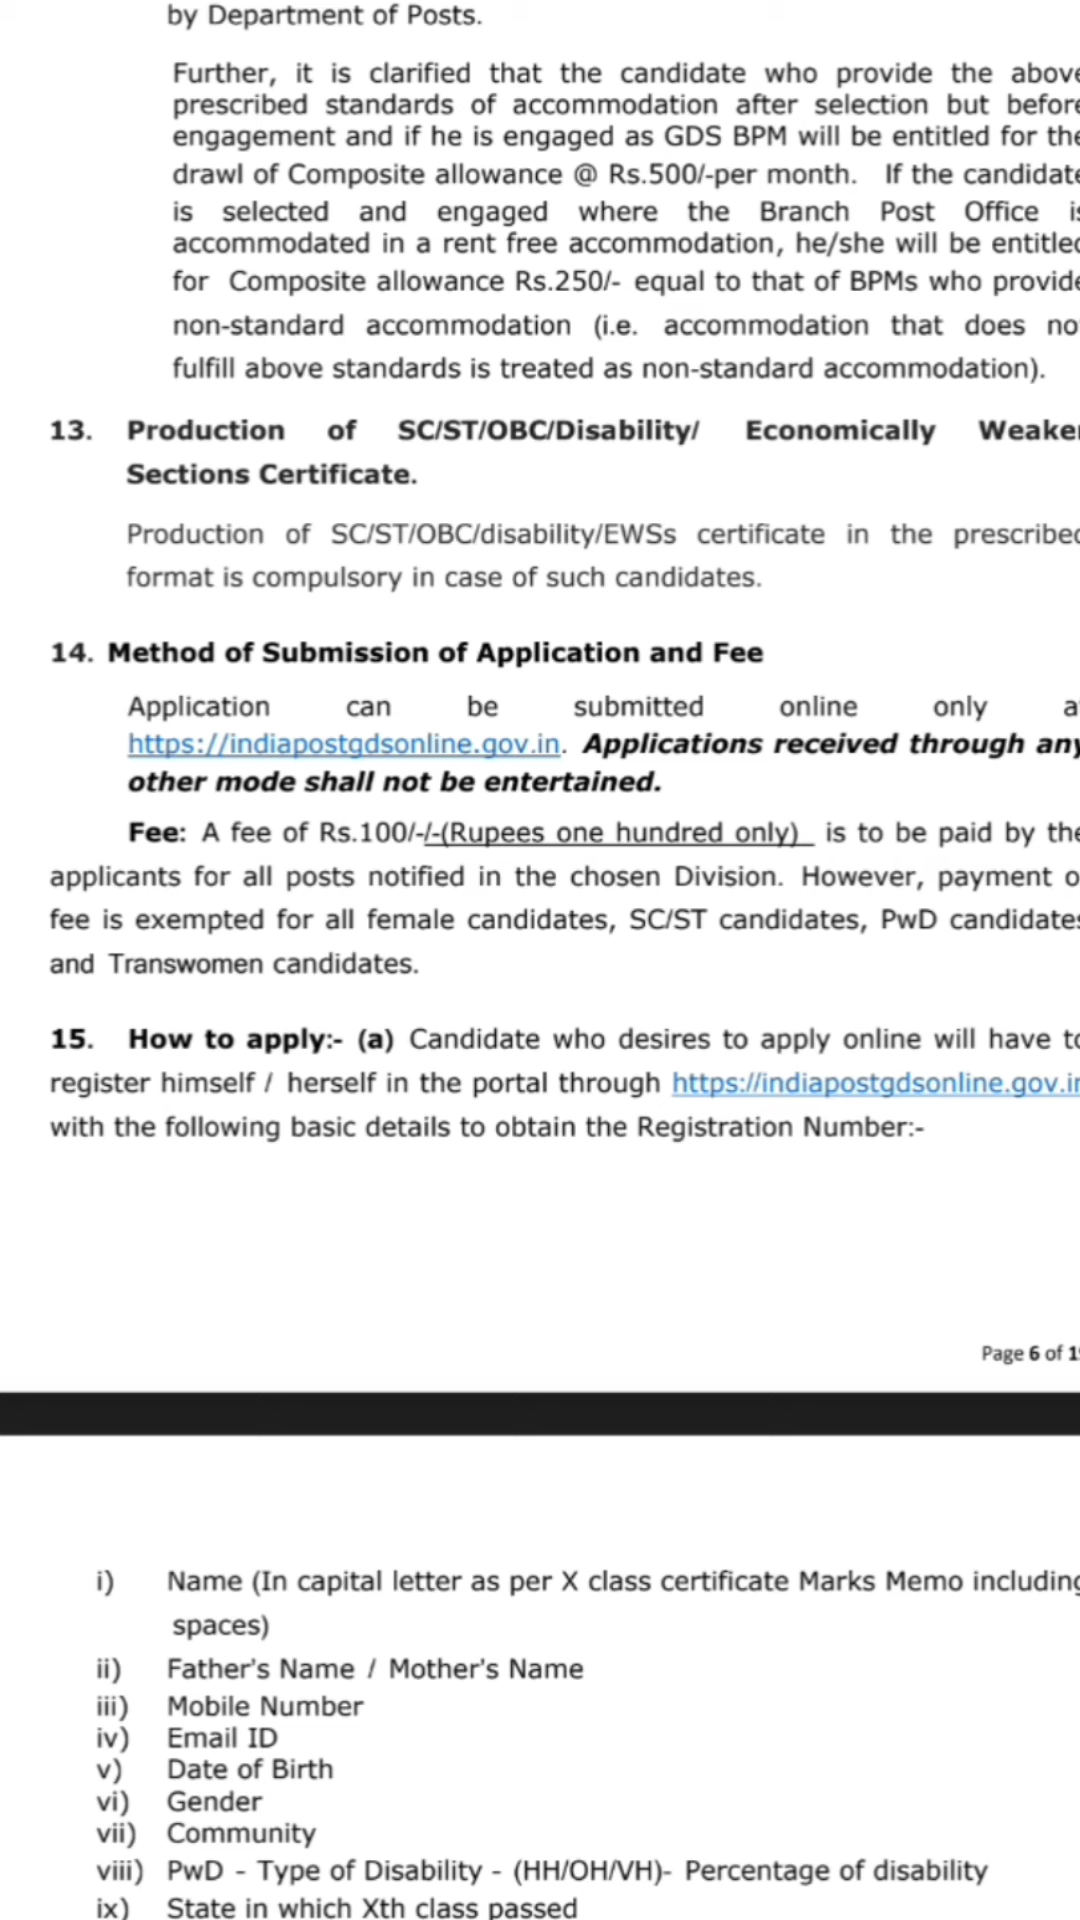 by Department of Posts.
Further, it is clarified that the candidate who provide the above
prescribed standards of accommodation after selection but before
engagement and if he is engaged as GDS BPM will be entitled for the
drawl of Composite allowance @ Rs.500/-per month. If the candidate
is selected and engaged where the Branch Post Office is
accommodated in a rent free accommodation, he/she will be entitled
for Composite allowance Rs.250/- equal to that of BPMs who provide
non-standard accommodation (i.e. accommodation that does not
fulfill above standards is treated as non-standard accommodation).
13. Production of SC/ST/OBC/Disability/ Economically Weaker
Sections Certificate.
Production of SC/ST/OBC/disability/EWSs certificate in the prescribed
format is compulsory in case of such candidates.
14. Method of Submission of Application and Fee
Application can be submitted online only at
https://indiapostgdsonline.gov.in. Applications received through any
other mode shall not be entertained.
Fee: A fee of Rs.100/-/-(Rupees one hundred only) is to be paid by the
applicants for all posts notified in the chosen Division. However, payment of
fee is exempted for all female candidates, SC/ST candidates, PwD candidates
and Transwomen candidates.
15. How to apply:- (a) Candidate who desires to apply online will have to
register himself / herself in the portal through https://indiapostgdsonline.gov.in
with the following basic details to obtain the Registration Number:-
Page 6 of 1
i) Name (In capital letter as per X class certificate Marks Memo including
spaces)
ii) Father's Name / Mother's Name
iii) Mobile Number
iv) Email ID
v) Date of Birth
vi) Gender
vii) Community
viii) PwD - Type of Disability - (HH/OH/VH)- Percentage of disability
ix) State in which Xth class passed